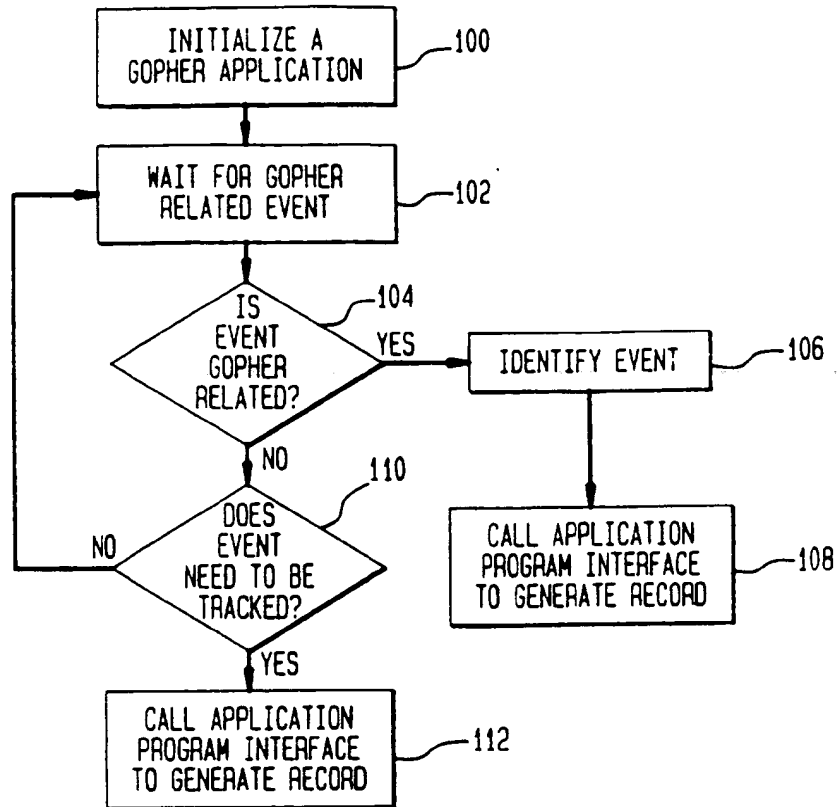 INITIALIZE A
GOPHER APPLICATION
100
WAIT FOR GOPHER
RELATED EVENT
102
IS
EVENT
GOPHER
RELATED?
104
YES
IDENTIFY EVENT
106
NO
CALL APPLICATION
PROGRAM INTERFACE
TO GENERATE RECORD
108
DOES
EVENT
NEED TO BE
TRACKED?
110
NO
YES
CALL APPLICATION
PROGRAM INTERFACE
TO GENERATE RECORD
112